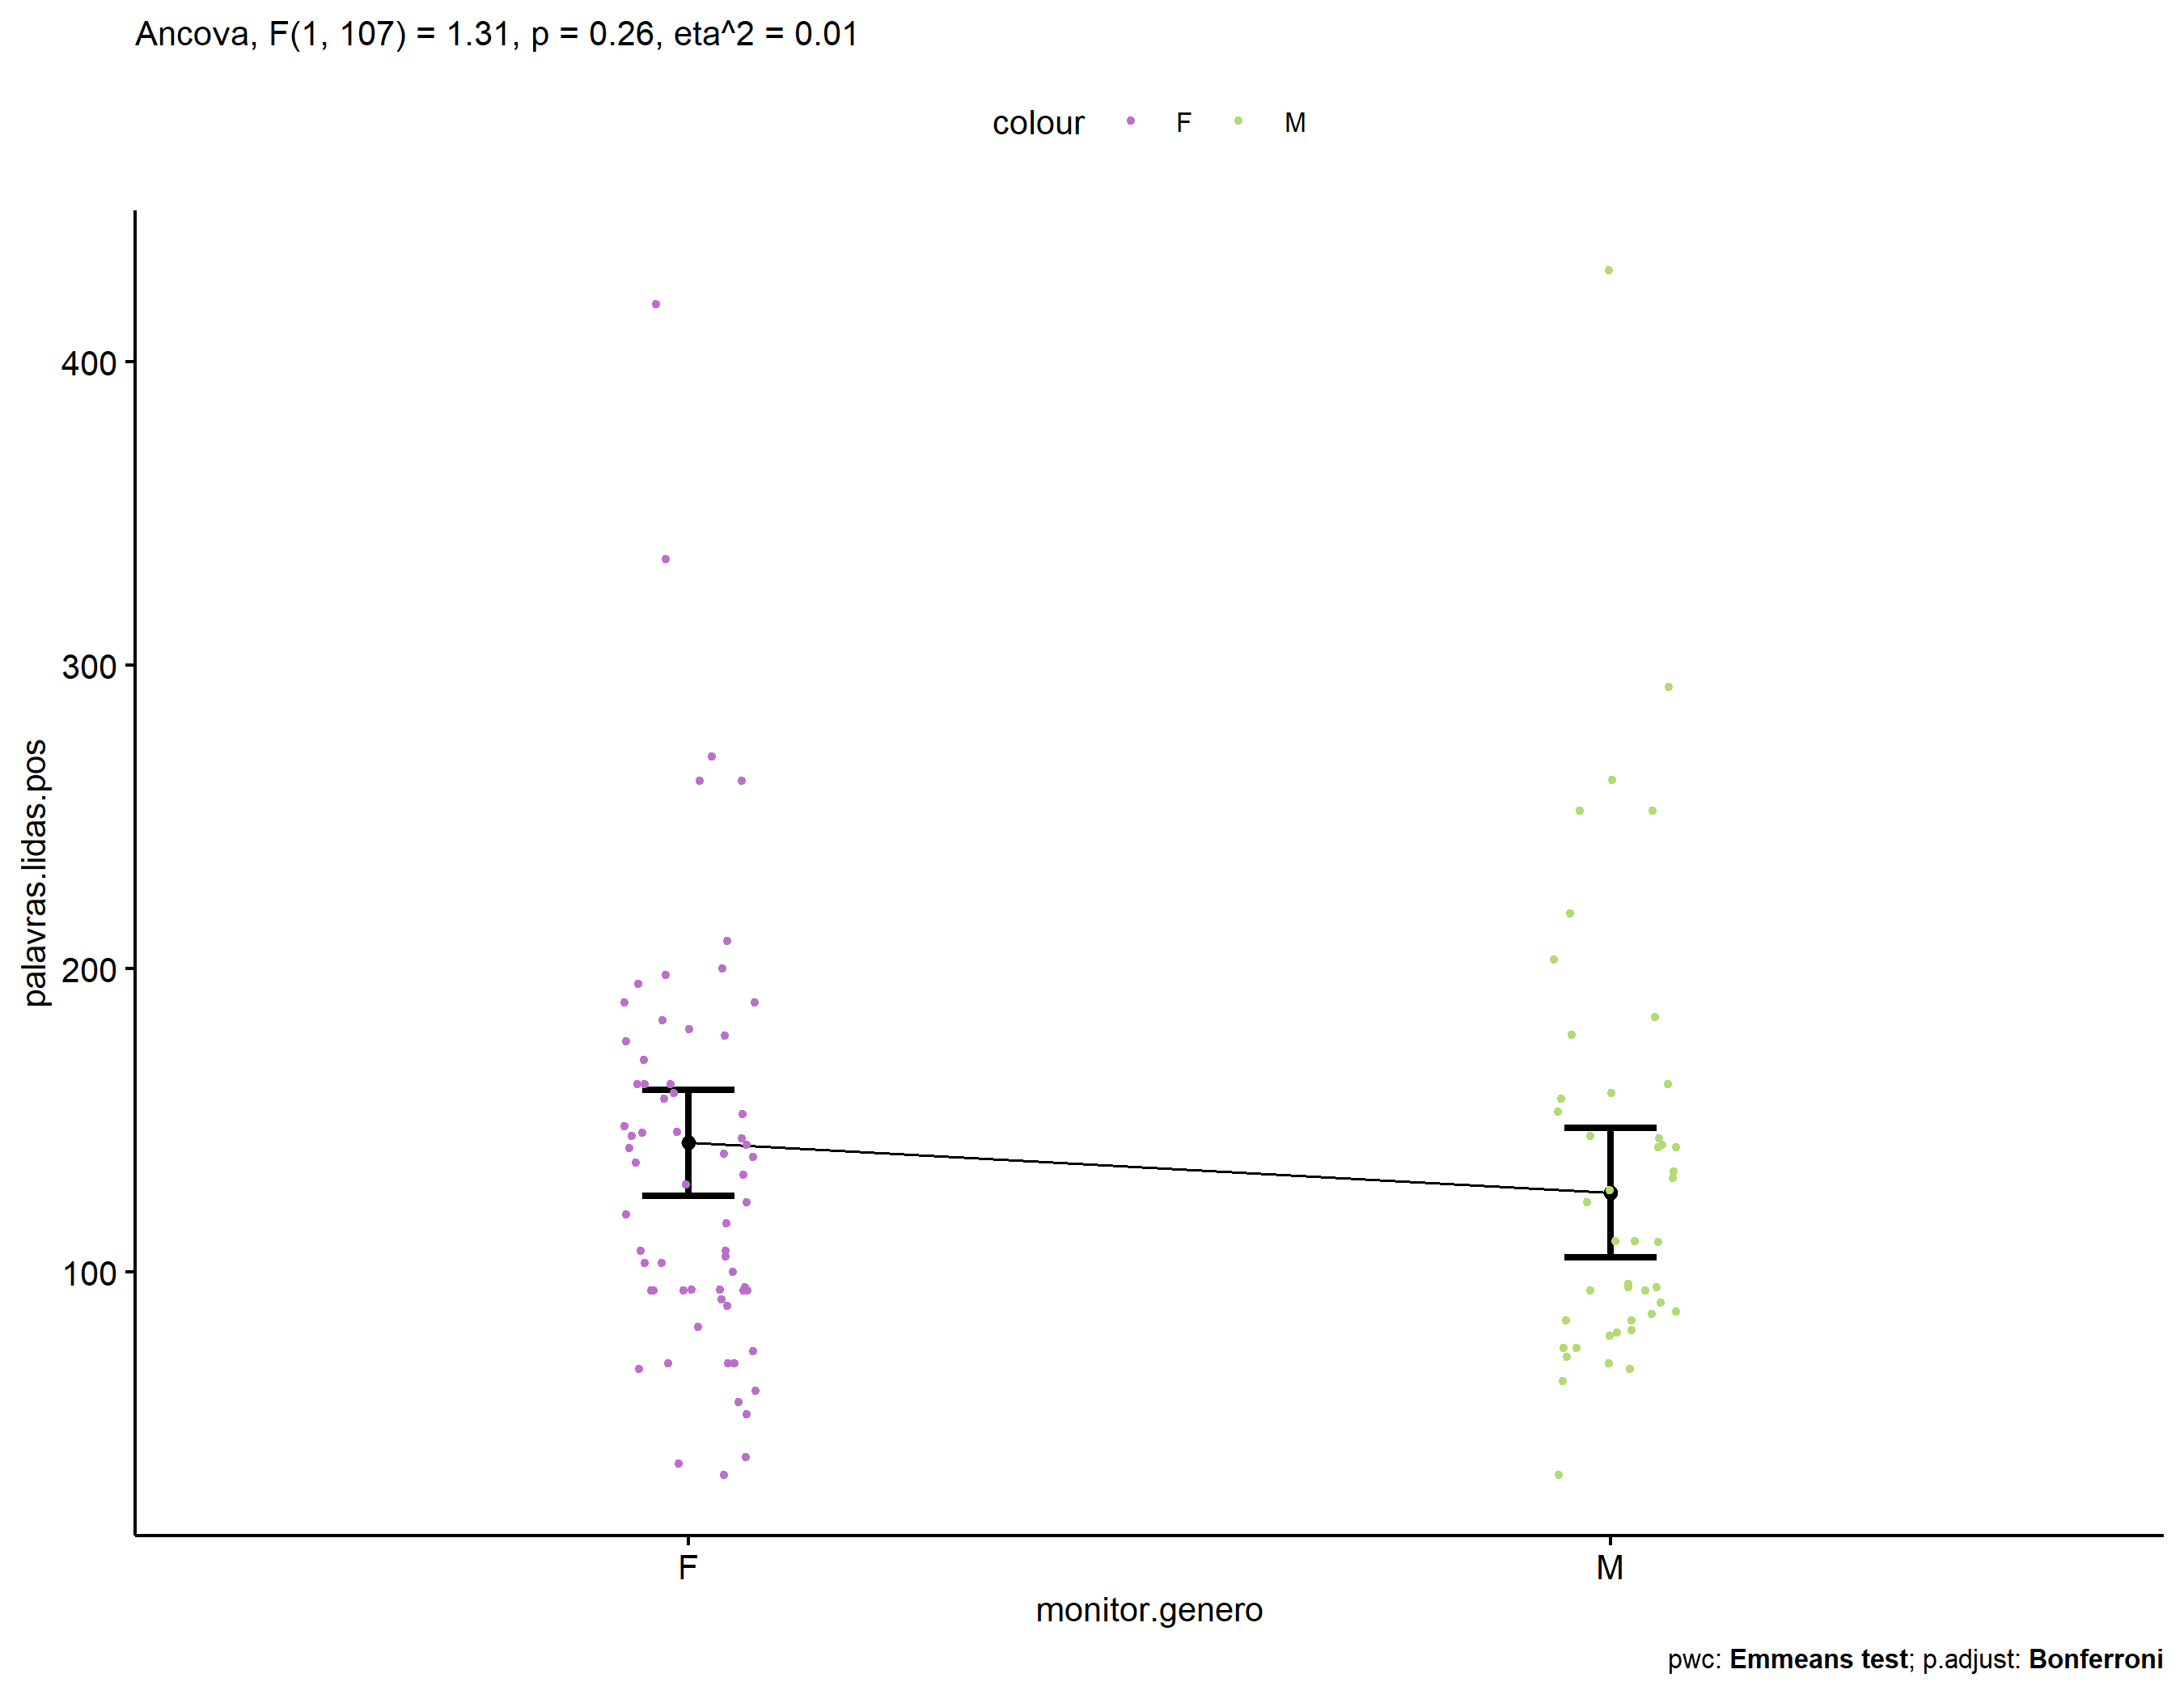 Ancova, F(1, 107) = 1.31, p = 0.26, eta^2 = 0.01
colour F M
400
300
200
100
palavras.lidas.pos
F M
monitor.genero
pwc: Emmeans test; p.adjust: Bonferroni